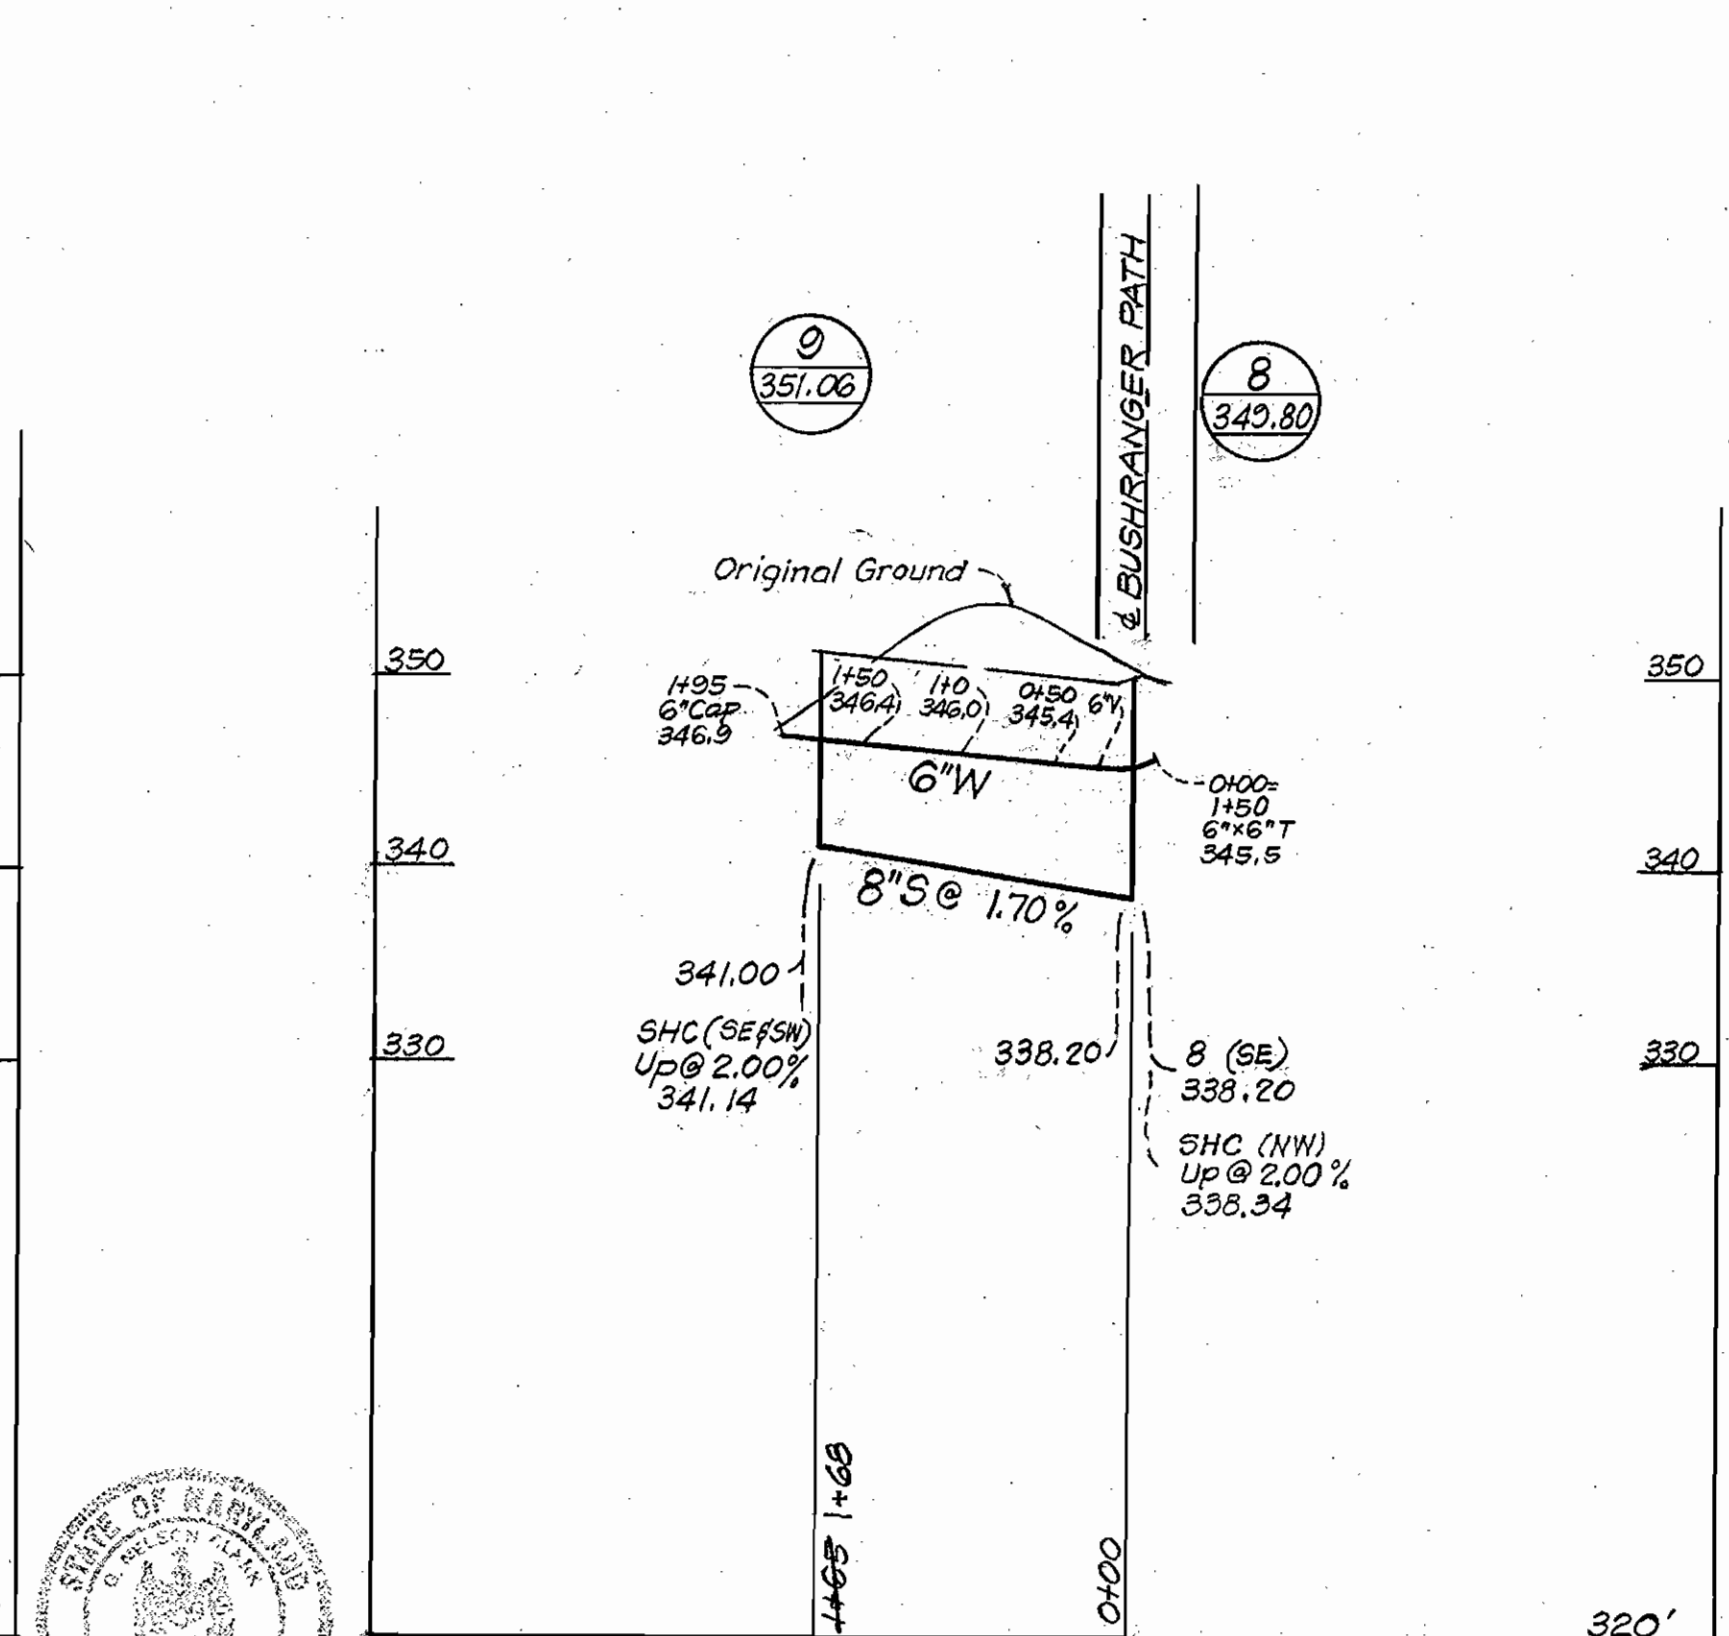 ℄ BUSHRANGER PATH
9
351.06
8
349.80
Original Ground
350
350
1+95
6"Cap
346.9
1+50
346.4
1+0
346.0
0+50
345.4
6"V
6"W
0+00=
1+50
6"x6"T
345.5
340
340
8"S@ 1.70%
341.00
SHC (SE&SW)
Up@ 2.00%
341.14
330
330
338.20
8 (SE)
338.20
SHC (NW)
Up@ 2.00%
338.34
1+65 1+68
0+00
320'
STATE OF MARYLAND